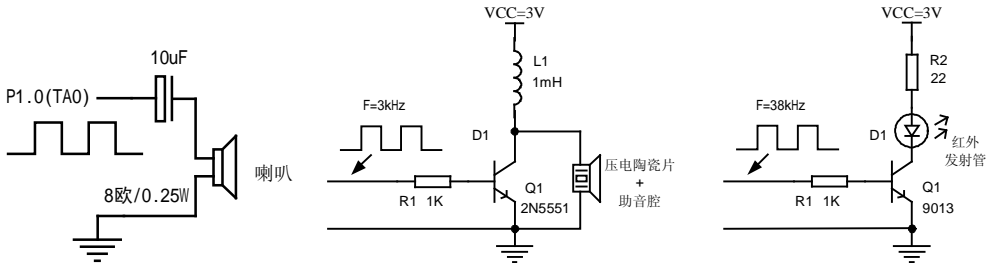 10uF
P1.0(TA0)
喇叭
8欧/0.25W
VCC=3V
L1
1mH
F=3kHz
D1
R1 1K
Q1
2N5551
压电陶瓷片
+
助音腔
VCC=3V
R2
22
F=38kHz
D1
红外
发射管
R1 1K
Q1
9013